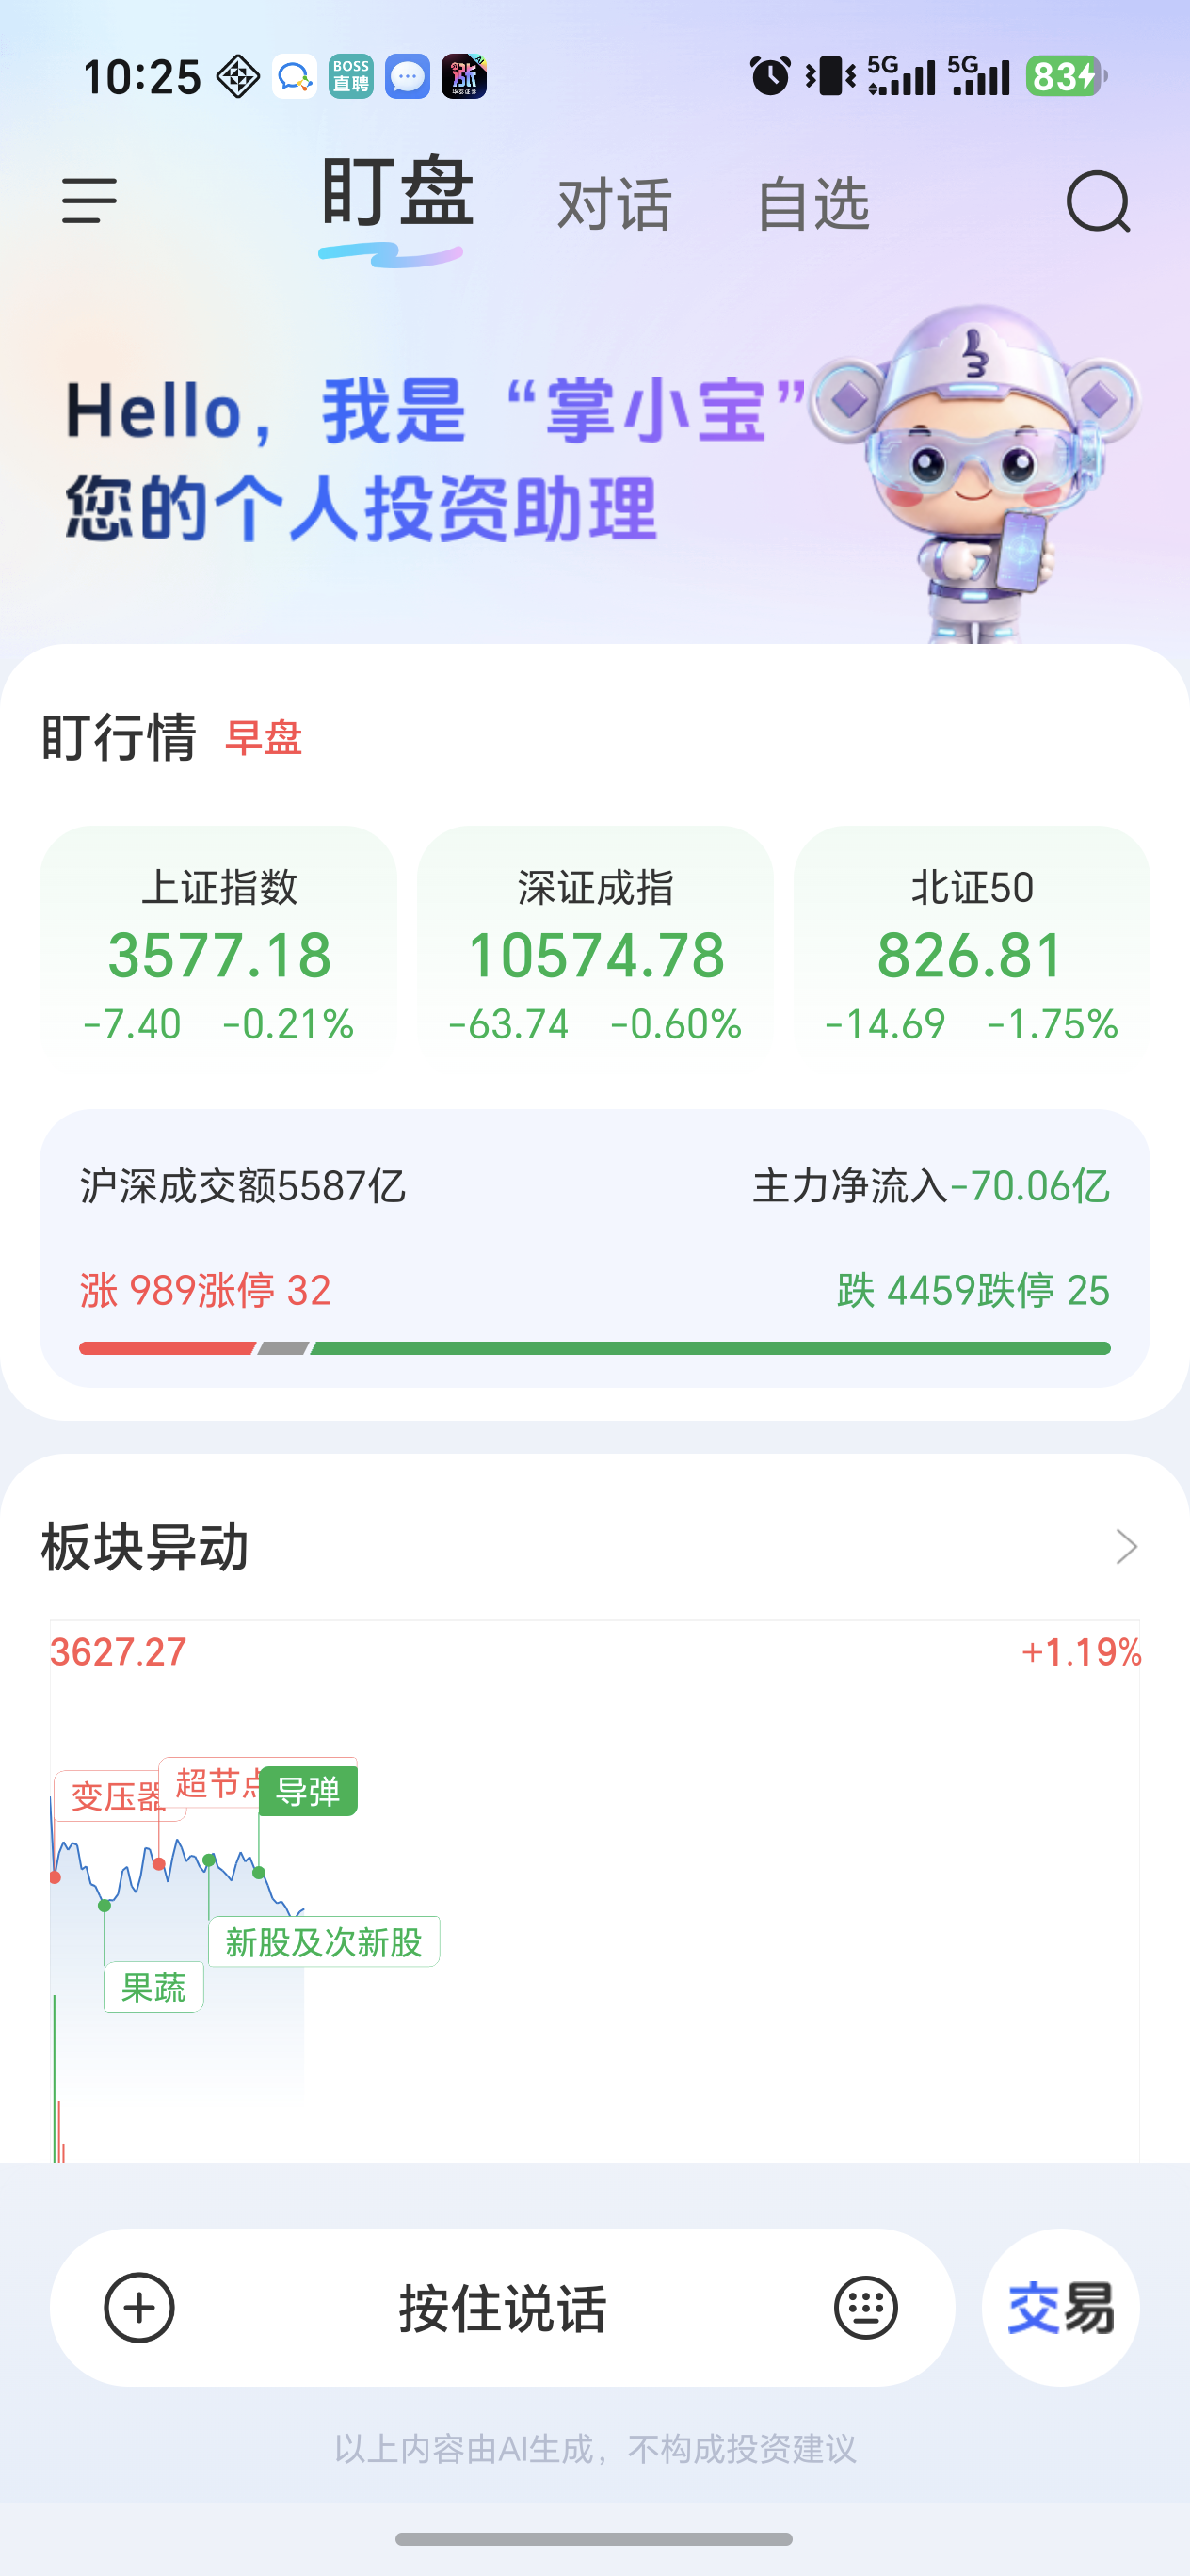 10:25
BOSS
直聘
涨
5G
5G
83
盯盘
对话
自选
Hello，我是“掌小宝”
您的个人投资助理
盯行情 早盘
上证指数
3577.18
-7.40 -0.21%
深证成指
10574.78
-63.74 -0.60%
北证50
826.81
-14.69 -1.75%
沪深成交额5587亿
主力净流入-70.06亿
涨 989涨停 32
跌 4459跌停 25
板块异动
3627.27
+1.19%
变压器
超节点
导弹
新股及次新股
果蔬
按住说话
交易
以上内容由AI生成，不构成投资建议